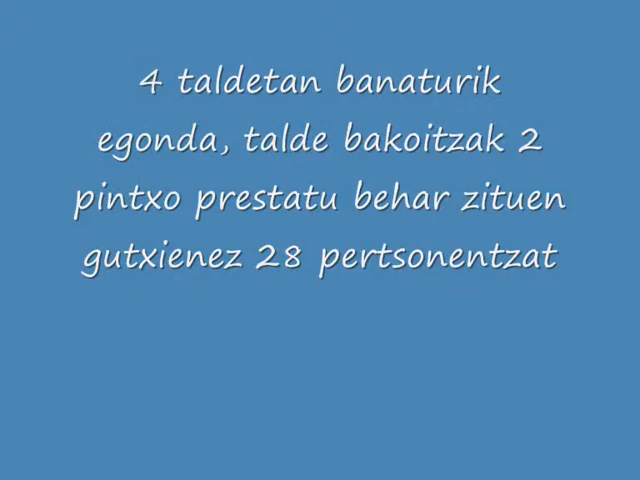 4 taldetan banaturik
egonda, talde bakoitzak 2
pintxo prestatu behar zituen
gutxienez 28 pertsonentzat